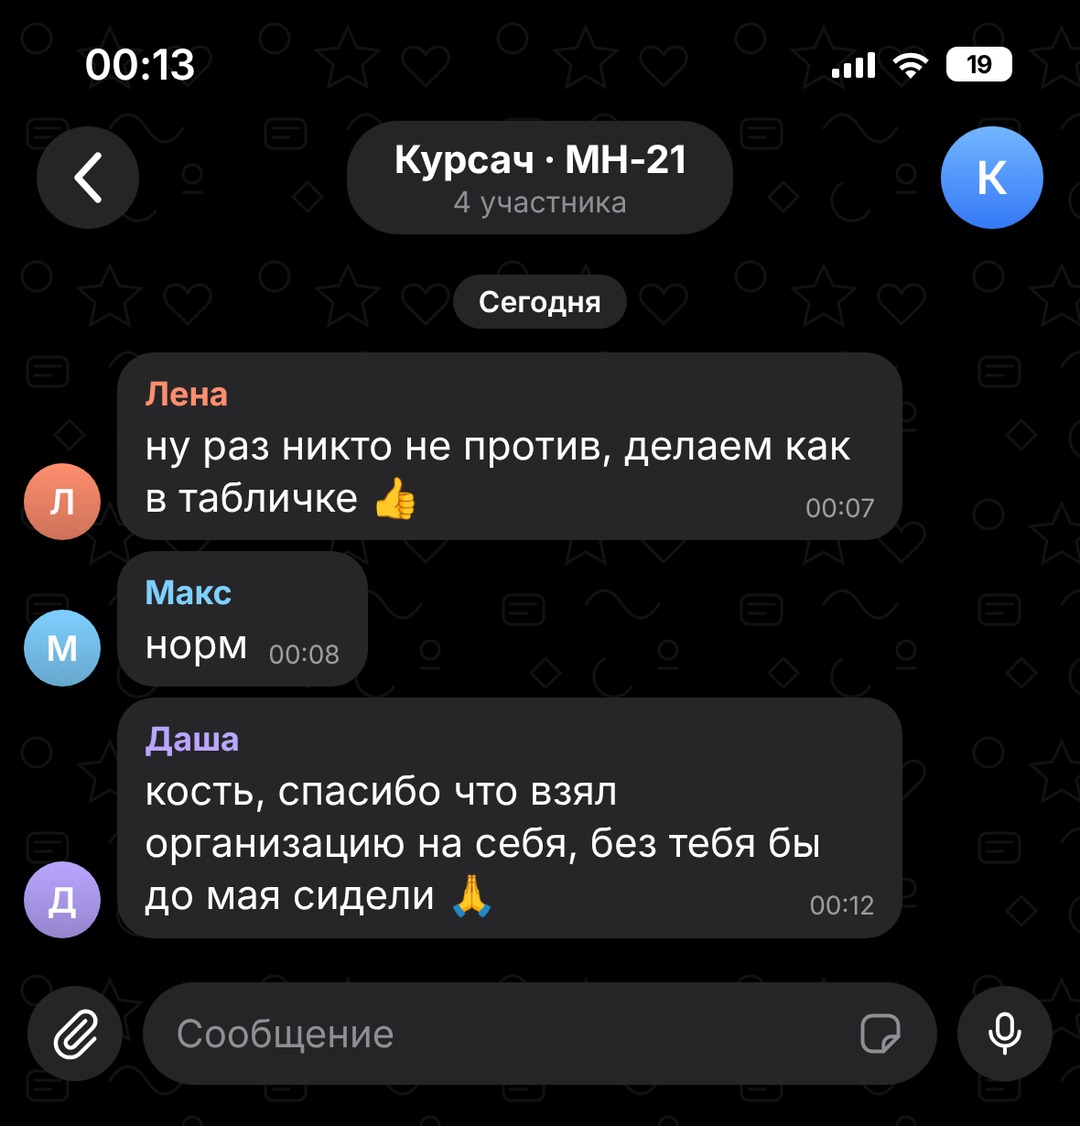 00:13
19
Курсач · МН-21
4 участника
К
Сегодня
Лена
ну раз никто не против, делаем как
в табличке 👍
00:07
Л
Макс
норм 00:08
М
Даша
кость, спасибо что взял
организацию на себя, без тебя бы
до мая сидели 🙏
00:12
Д
Сообщение